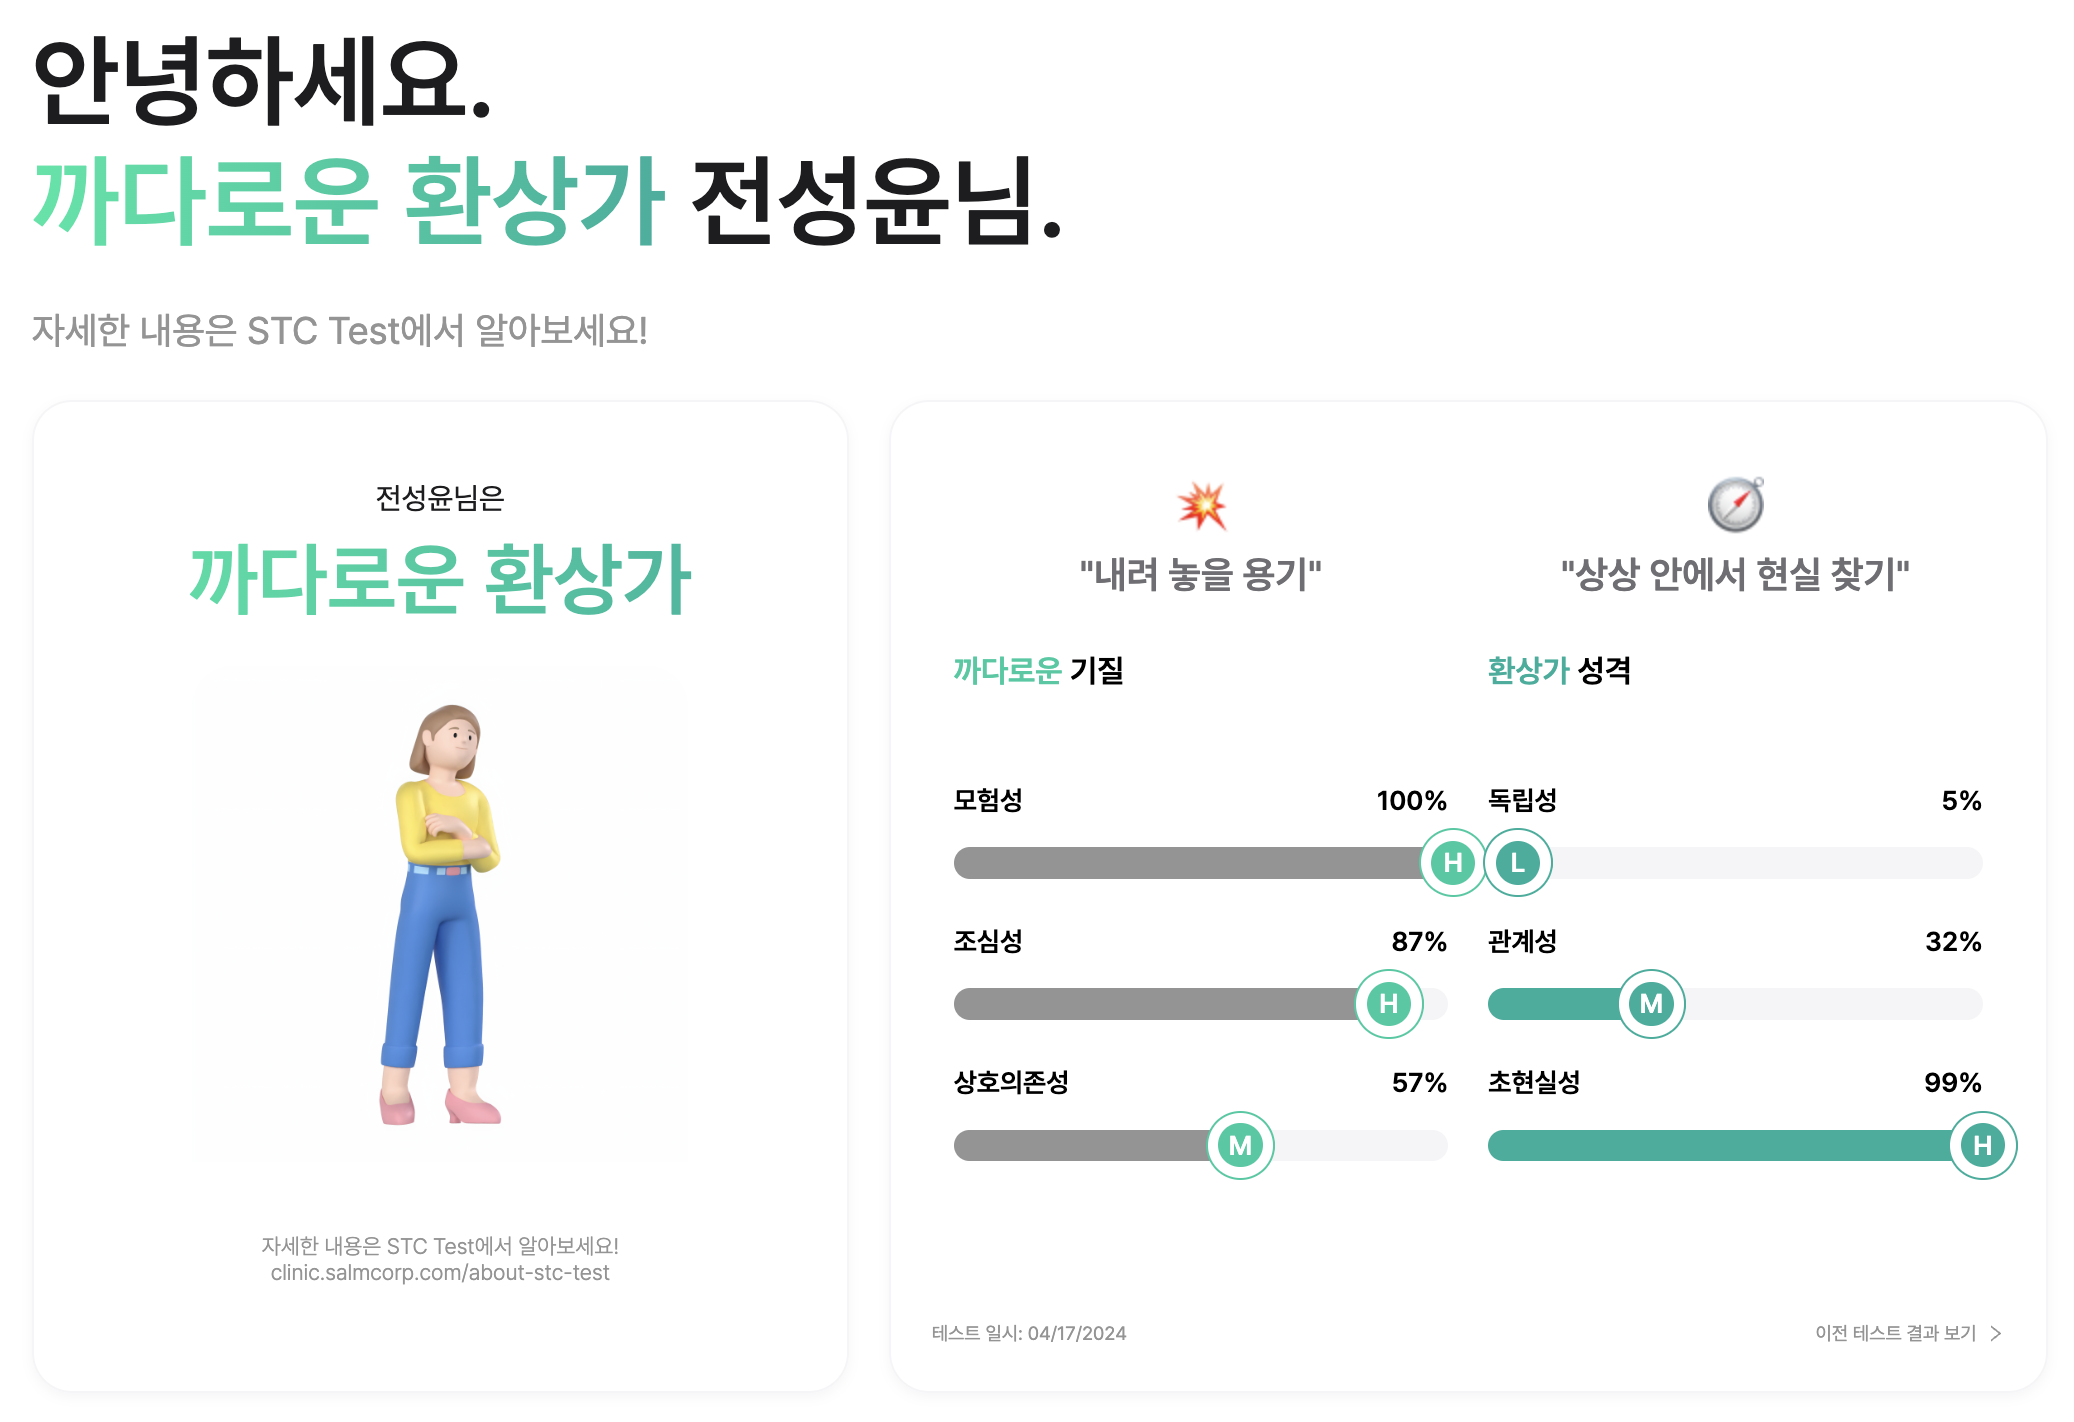 안녕하세요.
까다로운 환상가 전성윤님.
자세한 내용은 STC Test에서 알아보세요!
전성윤님은
까다로운 환상가
자세한 내용은 STC Test에서 알아보세요!
clinic.salmcorp.com/about-stc-test
"내려 놓을 용기"
까다로운 기질
모험성 100%
H
조심성 87%
H
상호의존성 57%
M
"상상 안에서 현실 찾기"
환상가 성격
독립성 5%
L
관계성 32%
M
초현실성 99%
H
테스트 일시: 04/17/2024
이전 테스트 결과 보기 >